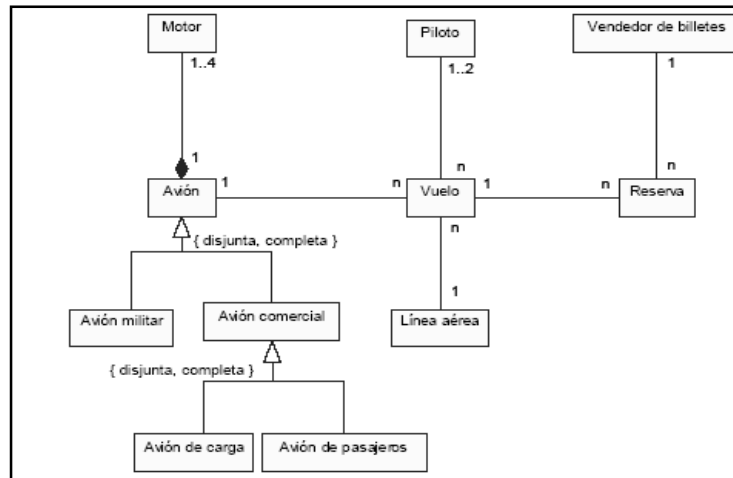 Motor
Piloto
Vendedor de billetes
1..4
1..2
1
1
n
n
Avión
1
n
Vuelo
1
n
Reserva
{ disjunta, completa }
n
Avión militar
Avión comercial
1
Línea aérea
{ disjunta, completa }
Avión de carga
Avión de pasajeros